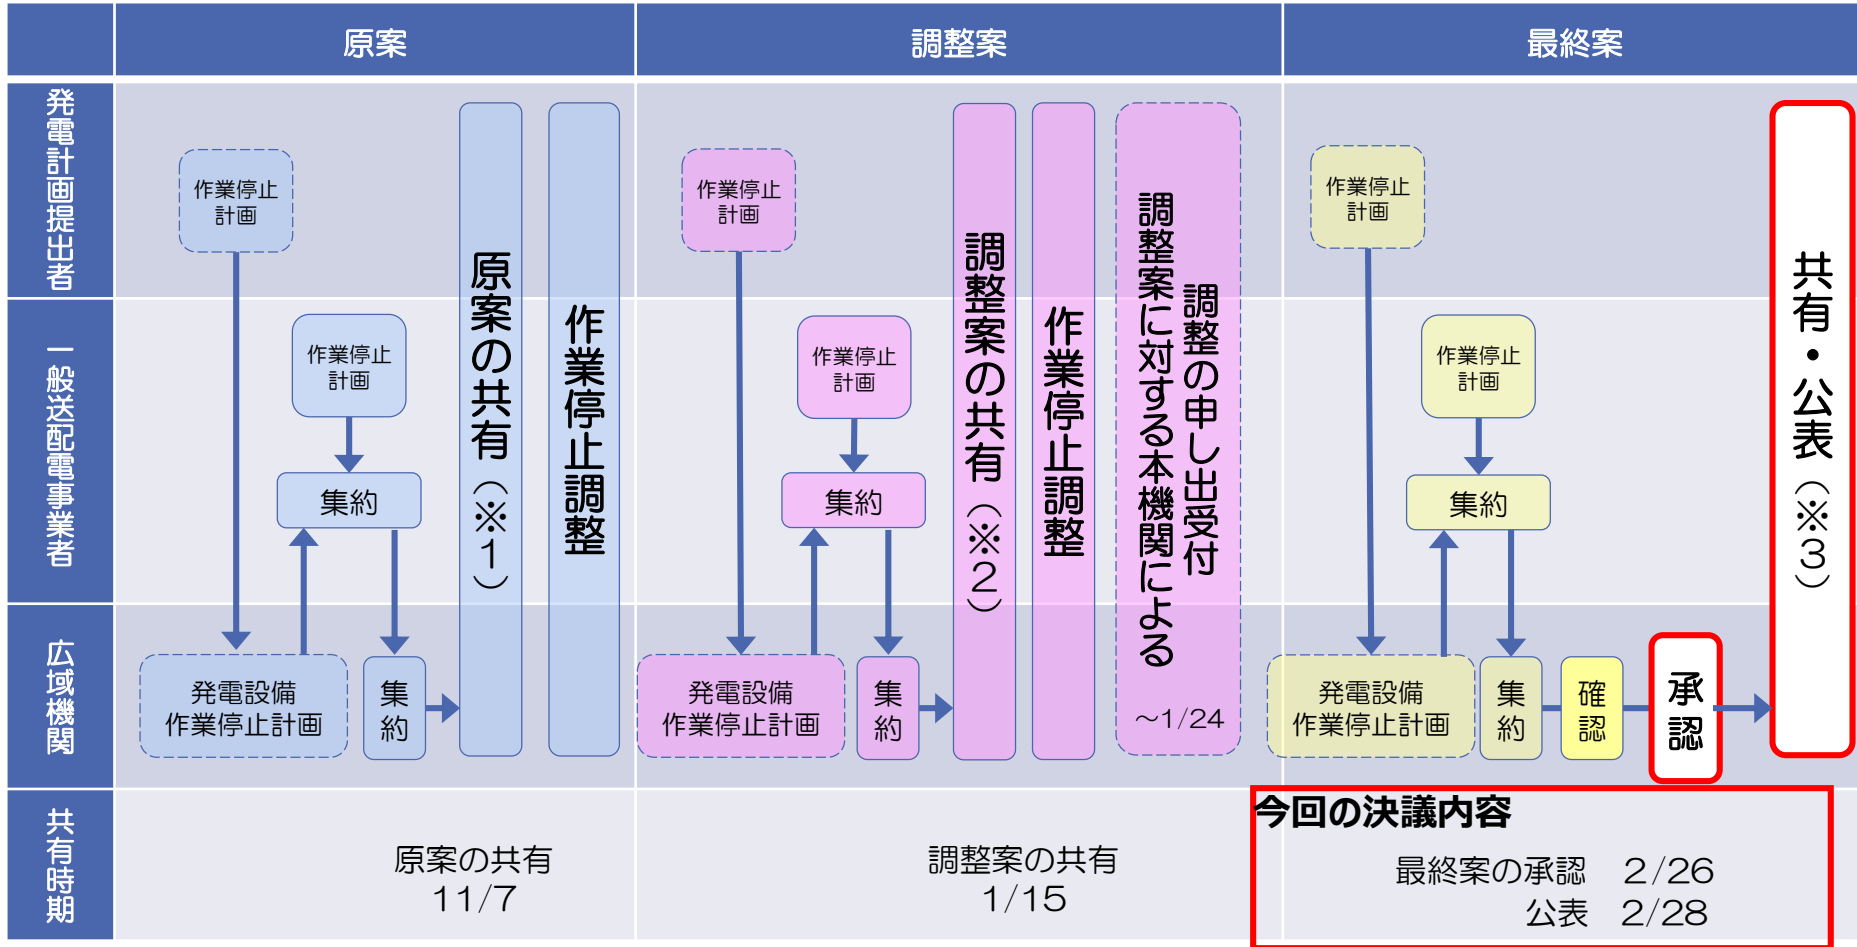 原案
調整案
最終案
発電計画提出者
一般送配電事業者
広域機関
共有時期
作業停止
計画
作業停止
計画
集約
発電設備
作業停止計画
集約
原案の共有（※１）
作業停止調整
作業停止
計画
作業停止
計画
集約
発電設備
作業停止計画
集約
調整案の共有（※２）
作業停止調整
調整案に対する本機関による
調整の申し出受付
～1/24
作業停止
計画
作業停止
計画
集約
発電設備
作業停止計画
集約
確認
承認
共有・公表（※３）
原案の共有
11/7
調整案の共有
1/15
今回の決議内容
最終案の承認　2/26
公表　2/28